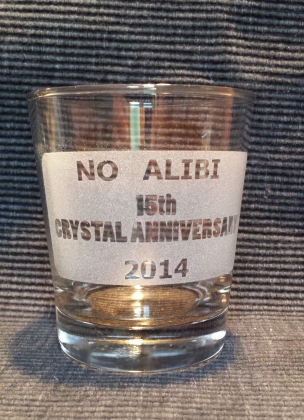 NO ALIBI
15th
CRYSTAL ANNIVERSARY
2014